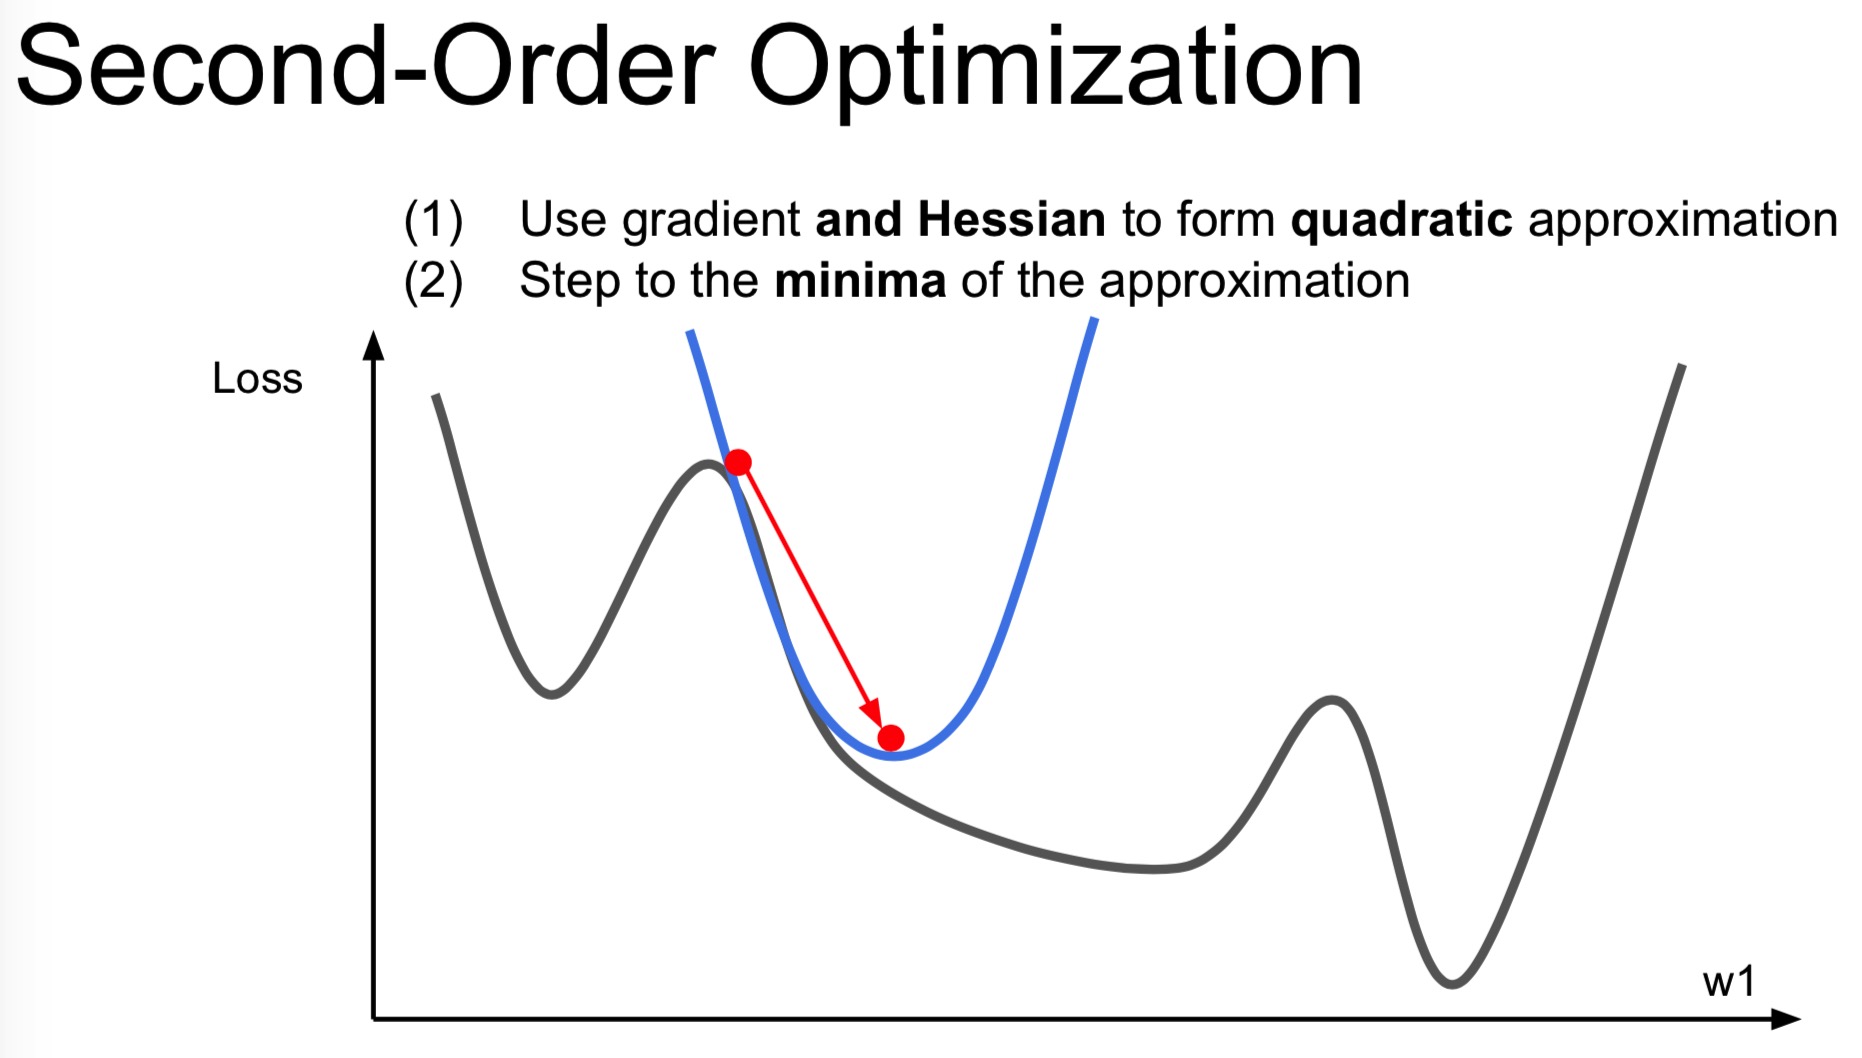 Second-Order Optimization
(1) Use gradient and Hessian to form quadratic approximation
(2) Step to the minima of the approximation
Loss
w1